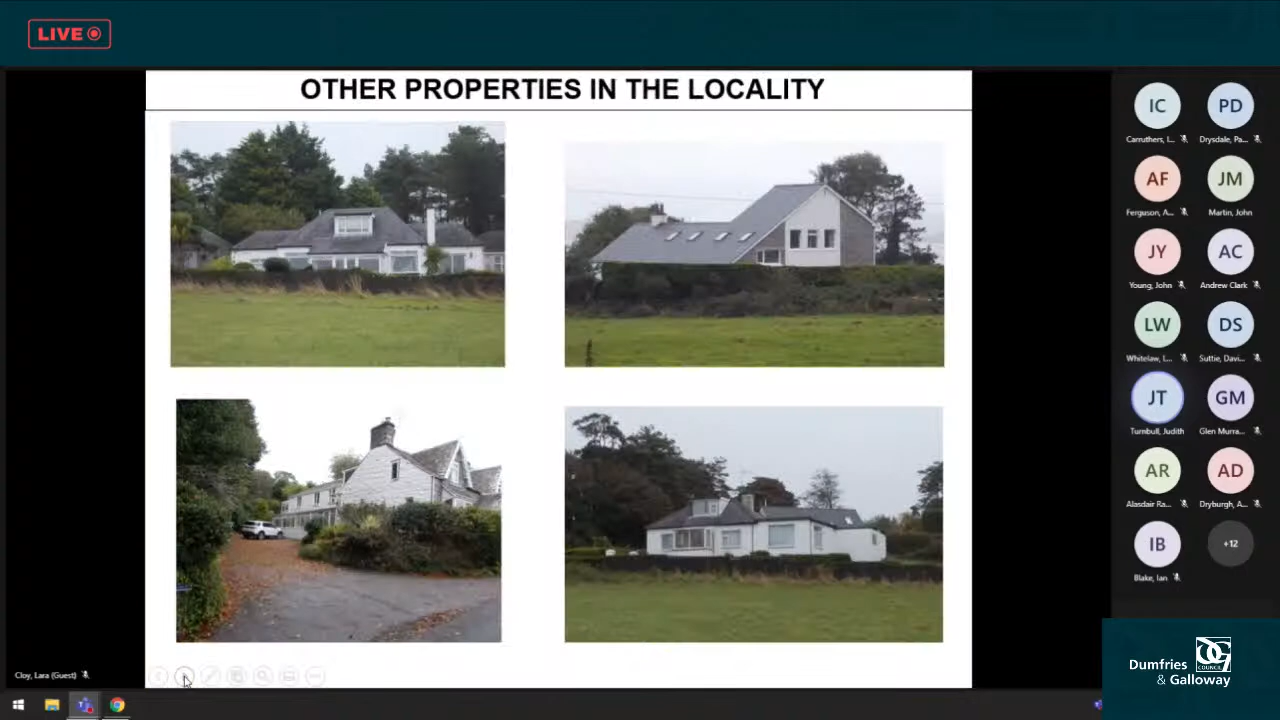 LIVE
OTHER PROPERTIES IN THE LOCALITY
IC
PD
Carruthers, I...
Drysdale, Pa...
AF
JM
Ferguson, A...
Martin, John
JY
AC
Young, John
Andrew Clark
LW
DS
Whitelaw, L...
Suttie, Davi...
JT
GM
Turnbull, Judith
Glen Murra...
AR
AD
Alasdair Ra...
Dryburgh, A...
IB
+12
Blake, Ian
Cloy, Lara (Guest)
Dumfries
& Galloway
COUNCIL